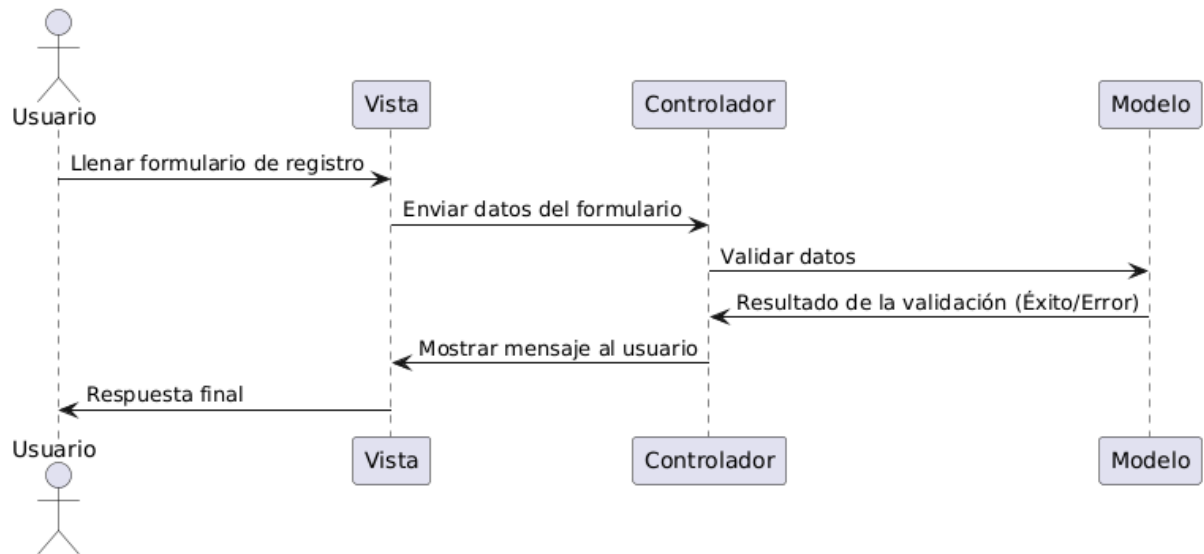 Usuario
Vista
Controlador
Modelo
Llenar formulario de registro
Enviar datos del formulario
Validar datos
Resultado de la validación (Éxito/Error)
Mostrar mensaje al usuario
Respuesta final
Usuario
Vista
Controlador
Modelo